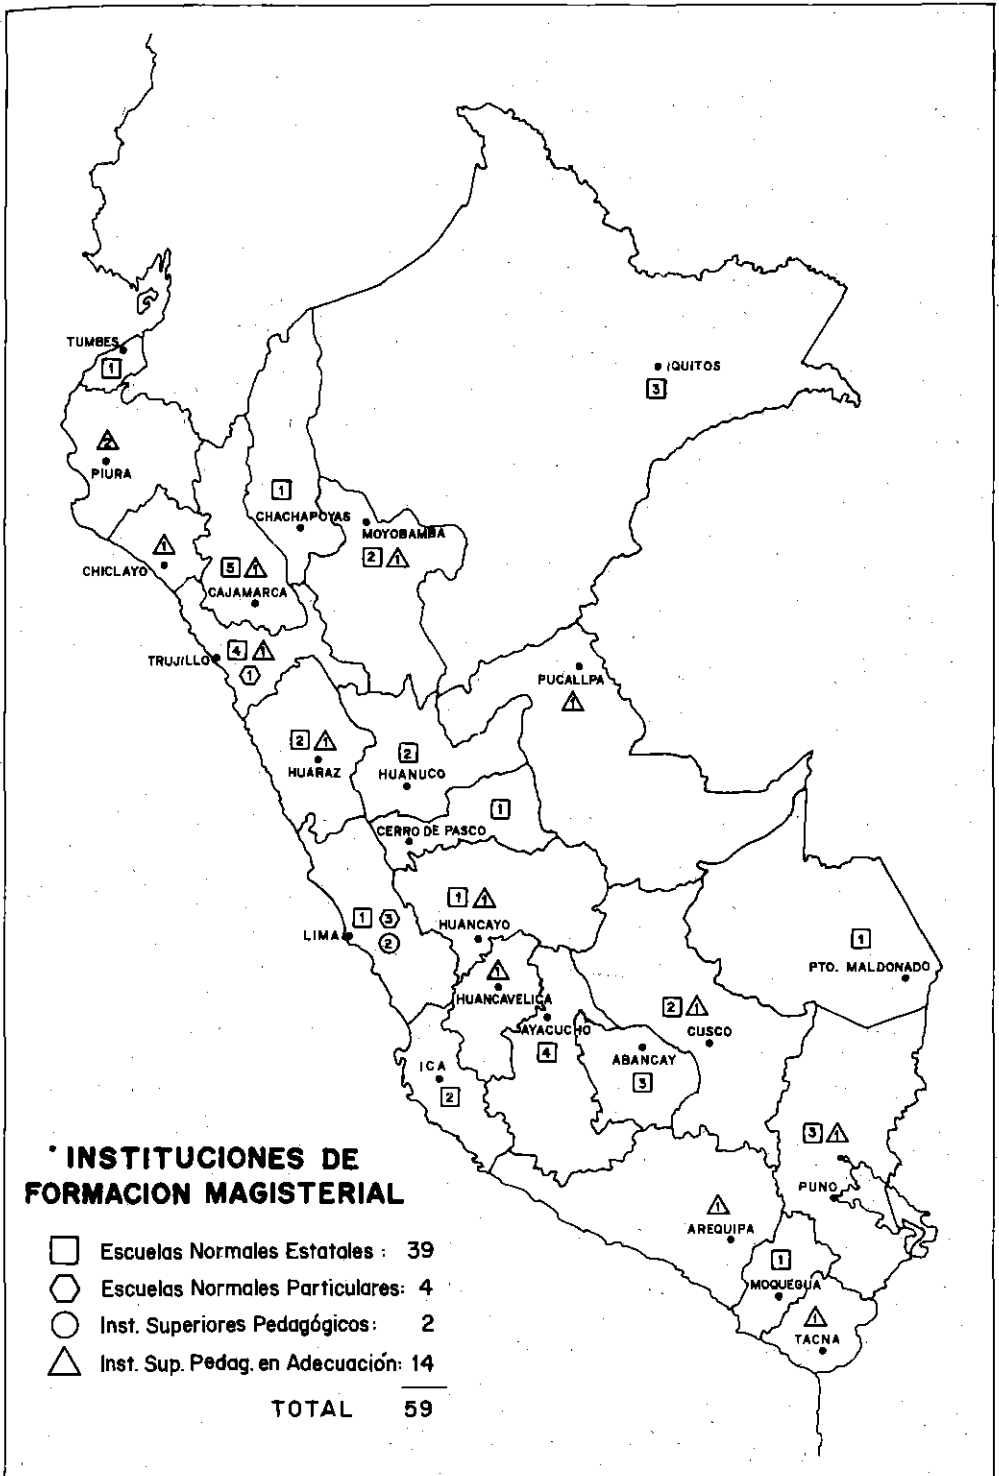 TUMBES
1
IQUITOS
3
2
PIURA
1
CHACHAPOYAS
MOYOBAMBA
2 1
1
CHICLAYO
5 1
CAJAMARCA
TRUJILLO
4 1
1
PUCALLPA
1
2 1
HUARAZ
2
HUANUCO
1
CERRO DE PASCO
1 1
HUANCAYO
LIMA
1 3
2
1
PTO. MALDONADO
1
HUANCAVELICA
2 1
CUSCO
AYACUCHO
4
ABANCAY
3
ICA
2
3 1
PUNO
1
AREQUIPA
1
MOQUEGUA
1
TACNA
INSTITUCIONES DE
FORMACION MAGISTERIAL
Escuelas Normales Estatales : 39
Escuelas Normales Particulares: 4
Inst. Superiores Pedagógicos: 2
Inst. Sup. Pedag. en Adecuación: 14
TOTAL 59